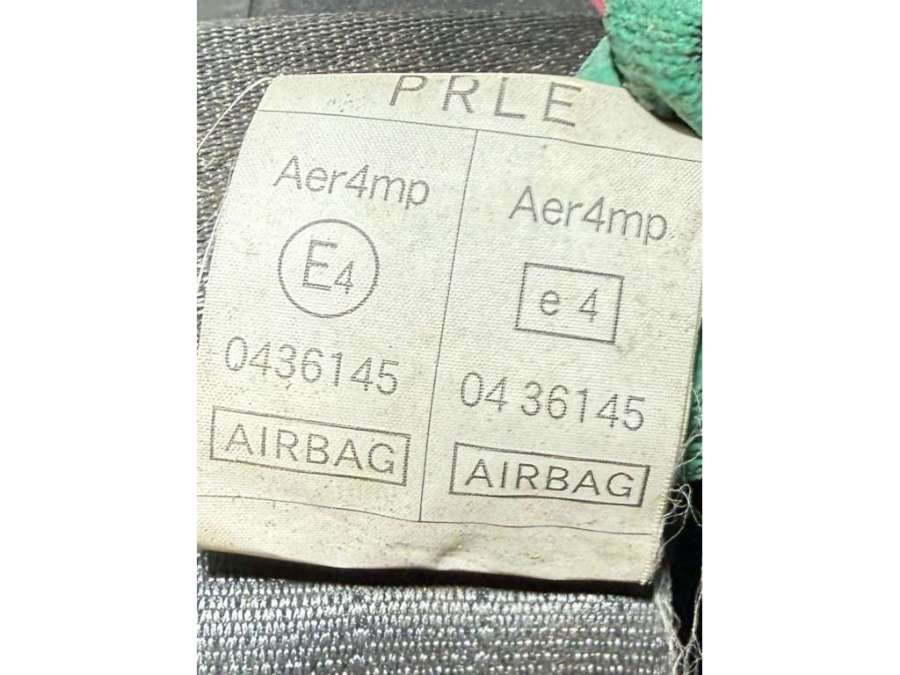 PRLE
Aer4mp
E4
0436145
AIRBAG
Aer4mp
e 4
04 36145
AIRBAG